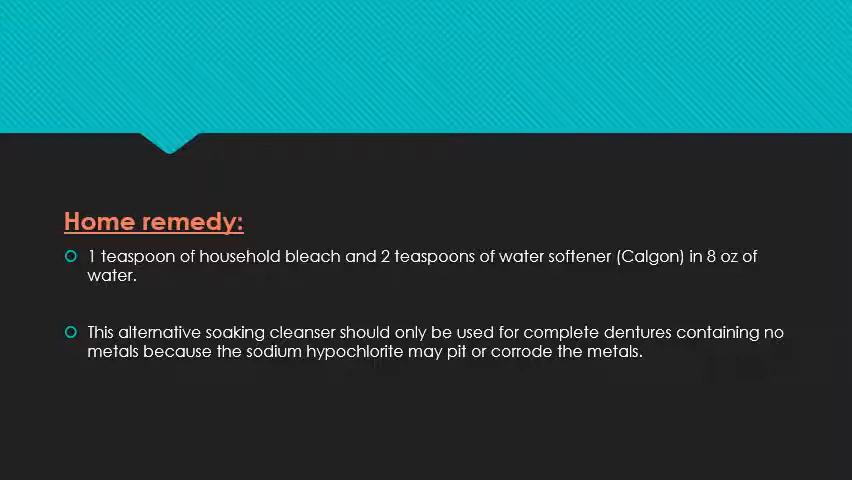 Home remedy:
1 teaspoon of household bleach and 2 teaspoons of water softener (Calgon) in 8 oz of
water.
This alternative soaking cleanser should only be used for complete dentures containing no
metals because the sodium hypochlorite may pit or corrode the metals.